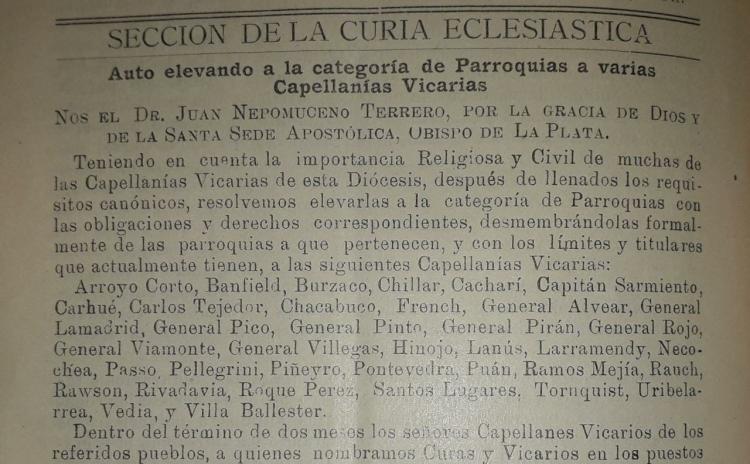 SECCION DE LA CURIA ECLESIASTICA
Auto elevando a la categoría de Parroquias a varias
Capellanías Vicarias
NOS EL DR. JUAN NEPOMUCENO TERRERO, POR LA GRACIA DE DIOS Y
DE LA SANTA SEDE APOSTÓLICA, OBISPO DE LA PLATA.
Teniendo en cuenta la importancia Religiosa y Civil de muchas de
las Capellanías Vicarias de esta Diócesis, después de llenados los requi-
sitos canónicos, resolvemos elevarlas a la categoría de Parroquias con
las obligaciones y derechos correspondientes, desmembrándolas formal-
mente de las parroquias a que pertenecen, y con los límites y titulares
que actualmente tienen, a las siguientes Capellanías Vicarias:
Arroyo Corto, Banfield, Burzaco, Chillar, Cacharí, Capitán Sarmiento,
Carhué, Carlos Tejedor, Chacabuco, French, General Alvear, General
Lamadrid, General Pico, General Pinto, General Pirán, General Rojo,
General Viamonte, General Villegas, Hinojo, Lanús, Larramendy, Neco-
chea, Passo, Pellegrini, Piñeyro, Pontevedra, Puán, Ramos Mejía, Rauch,
Rawson, Rivadavia, Roque Perez, Santos Lugares, Tornquist, Uribela-
rrea, Vedia, y Villa Ballester.
Dentro del término de dos meses los señores Capellanes Vicarios de los
referidos pueblos, a quienes nombramos Curas y Vicarios en los puestos